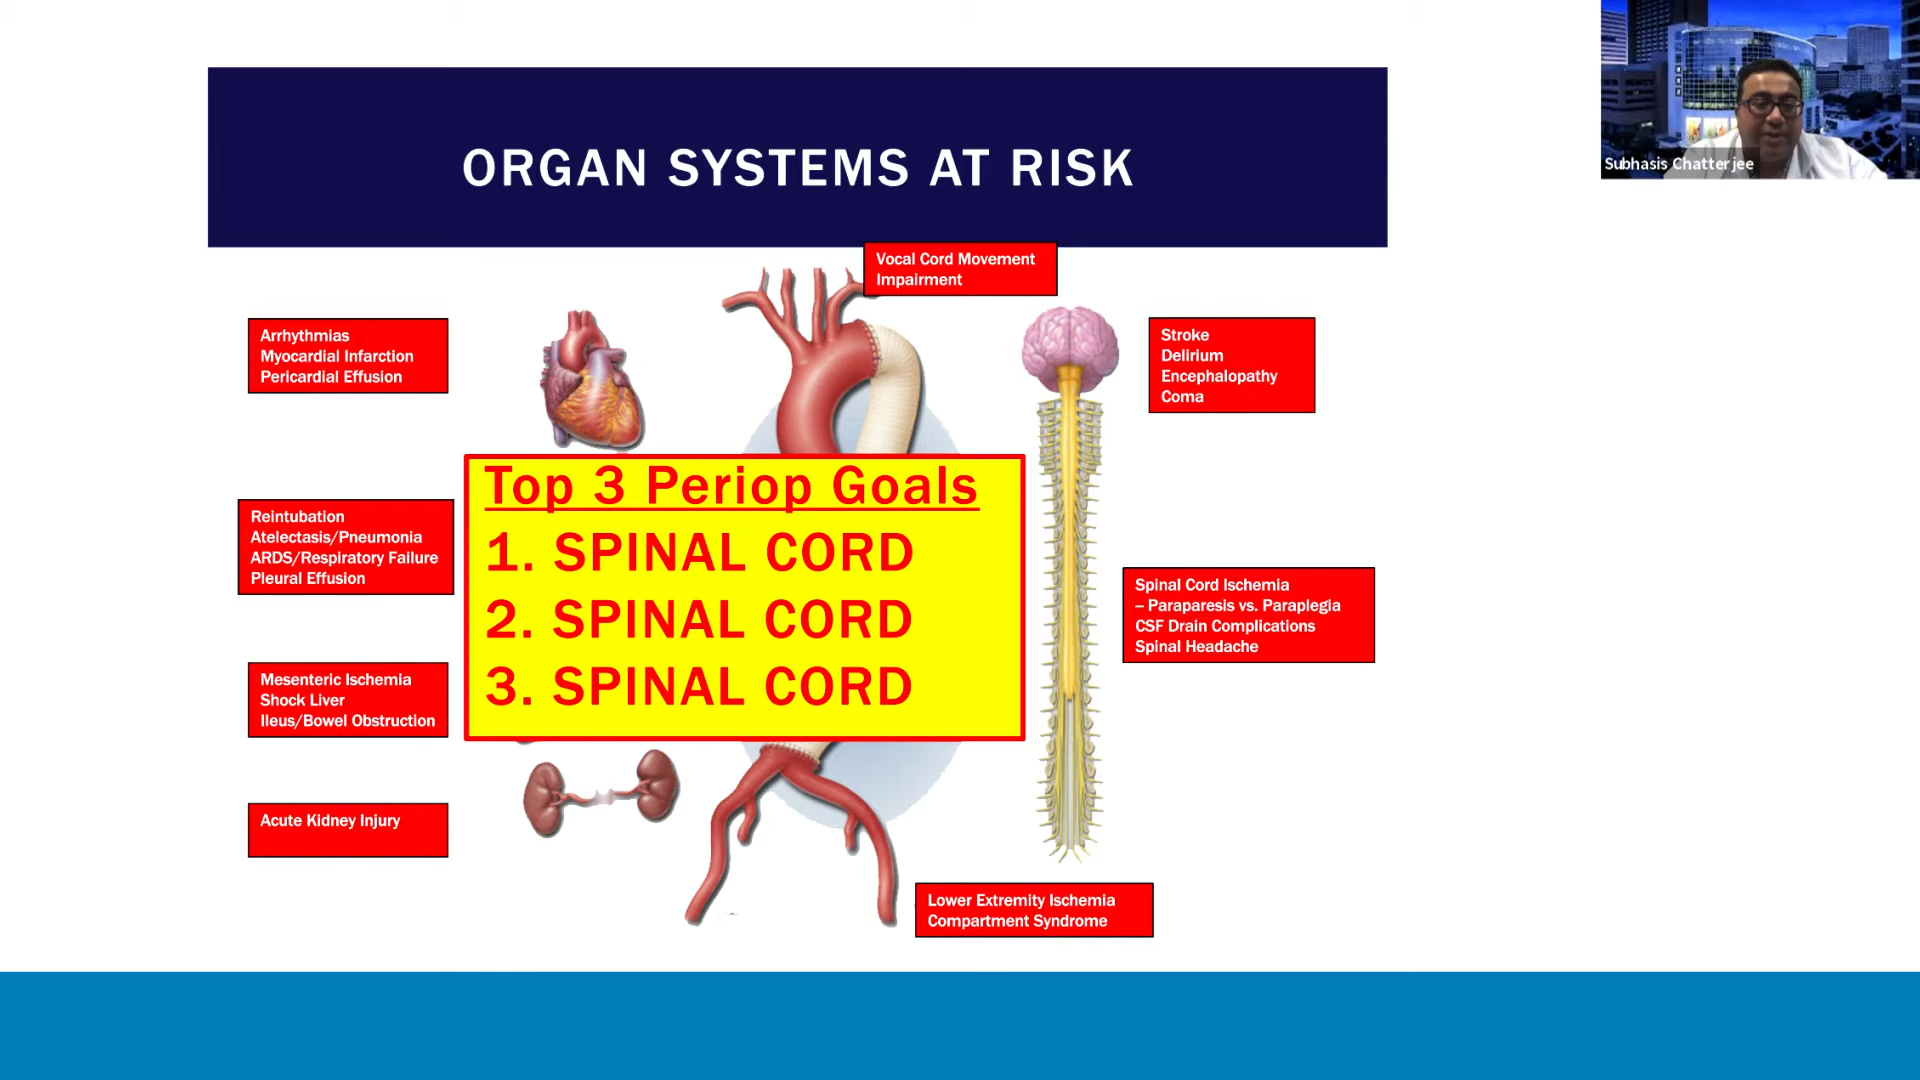 ORGAN SYSTEMS AT RISK
Subhasis Chatterjee
Vocal Cord Movement
Impairment
Arrhythmias
Myocardial Infarction
Pericardial Effusion
Stroke
Delirium
Encephalopathy
Coma
Top 3 Periop Goals
1. SPINAL CORD
2. SPINAL CORD
3. SPINAL CORD
Reintubation
Atelectasis/Pneumonia
ARDS/Respiratory Failure
Pleural Effusion
Spinal Cord Ischemia
– Paraparesis vs. Paraplegia
CSF Drain Complications
Spinal Headache
Mesenteric Ischemia
Shock Liver
Ileus/Bowel Obstruction
Acute Kidney Injury
Lower Extremity Ischemia
Compartment Syndrome